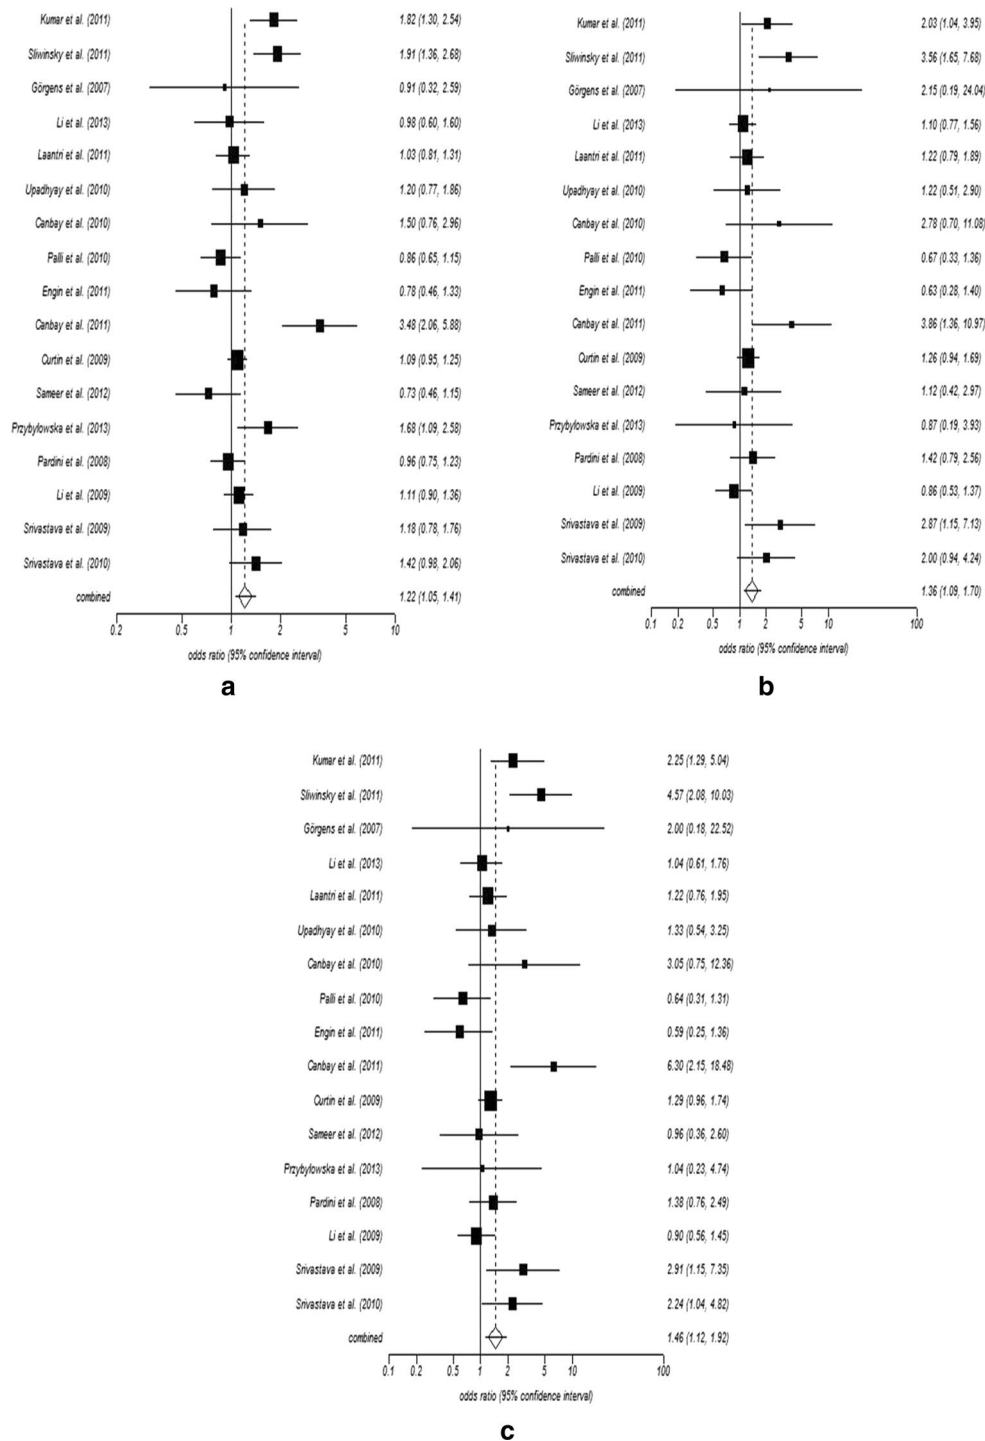 Kumar et al. (2011) 1.82 (1.30, 2.54)
Sliwinsky et al. (2011) 1.91 (1.36, 2.68)
Görgens et al. (2007) 0.91 (0.32, 2.59)
Li et al. (2013) 0.98 (0.60, 1.60)
Laantri et al. (2011) 1.03 (0.81, 1.31)
Upadhyay et al. (2010) 1.20 (0.77, 1.86)
Canbay et al. (2010) 1.50 (0.76, 2.96)
Palli et al. (2010) 0.86 (0.65, 1.15)
Engin et al. (2011) 0.78 (0.46, 1.33)
Canbay et al. (2011) 3.48 (2.06, 5.88)
Curtin et al. (2009) 1.09 (0.95, 1.25)
Sameer et al. (2012) 0.73 (0.46, 1.15)
Przybylowska et al. (2013) 1.68 (1.09, 2.58)
Pardini et al. (2008) 0.96 (0.75, 1.23)
Li et al. (2009) 1.11 (0.90, 1.36)
Srivastava et al. (2009) 1.18 (0.78, 1.76)
Srivastava et al. (2010) 1.42 (0.98, 2.06)
combined 1.22 (1.05, 1.41)
0.2 0.5 1 2 5 10
odds ratio (95% confidence interval)
a
Kumar et al. (2011) 2.03 (1.04, 3.95)
Sliwinsky et al. (2011) 3.56 (1.65, 7.68)
Görgens et al. (2007) 2.15 (0.19, 24.04)
Li et al. (2013) 1.10 (0.77, 1.56)
Laantri et al. (2011) 1.22 (0.79, 1.89)
Upadhyay et al. (2010) 1.22 (0.51, 2.90)
Canbay et al. (2010) 2.78 (0.70, 11.08)
Palli et al. (2010) 0.67 (0.33, 1.36)
Engin et al. (2011) 0.63 (0.28, 1.40)
Canbay et al. (2011) 3.86 (1.36, 10.97)
Curtin et al. (2009) 1.26 (0.94, 1.69)
Sameer et al. (2012) 1.12 (0.42, 2.97)
Przybylowska et al. (2013) 0.87 (0.19, 3.93)
Pardini et al. (2008) 1.42 (0.79, 2.56)
Li et al. (2009) 0.86 (0.53, 1.37)
Srivastava et al. (2009) 2.87 (1.15, 7.13)
Srivastava et al. (2010) 2.00 (0.94, 4.24)
combined 1.36 (1.09, 1.70)
0.1 0.2 0.5 1 2 5 10 100
odds ratio (95% confidence interval)
b
Kumar et al. (2011) 2.25 (1.29, 5.04)
Sliwinsky et al. (2011) 4.57 (2.08, 10.03)
Görgens et al. (2007) 2.00 (0.18, 22.52)
Li et al. (2013) 1.04 (0.61, 1.76)
Laantri et al. (2011) 1.22 (0.76, 1.95)
Upadhyay et al. (2010) 1.33 (0.54, 3.25)
Canbay et al. (2010) 3.05 (0.75, 12.36)
Palli et al. (2010) 0.64 (0.31, 1.31)
Engin et al. (2011) 0.59 (0.25, 1.36)
Canbay et al. (2011) 6.30 (2.15, 18.48)
Curtin et al. (2009) 1.29 (0.96, 1.74)
Sameer et al. (2012) 0.96 (0.36, 2.60)
Przybylowska et al. (2013) 1.04 (0.23, 4.74)
Pardini et al. (2008) 1.38 (0.76, 2.49)
Li et al. (2009) 0.90 (0.56, 1.45)
Srivastava et al. (2009) 2.91 (1.15, 7.35)
Srivastava et al. (2010) 2.24 (1.04, 4.82)
combined 1.46 (1.12, 1.92)
0.1 0.2 0.5 1 2 5 10 100
odds ratio (95% confidence interval)
c